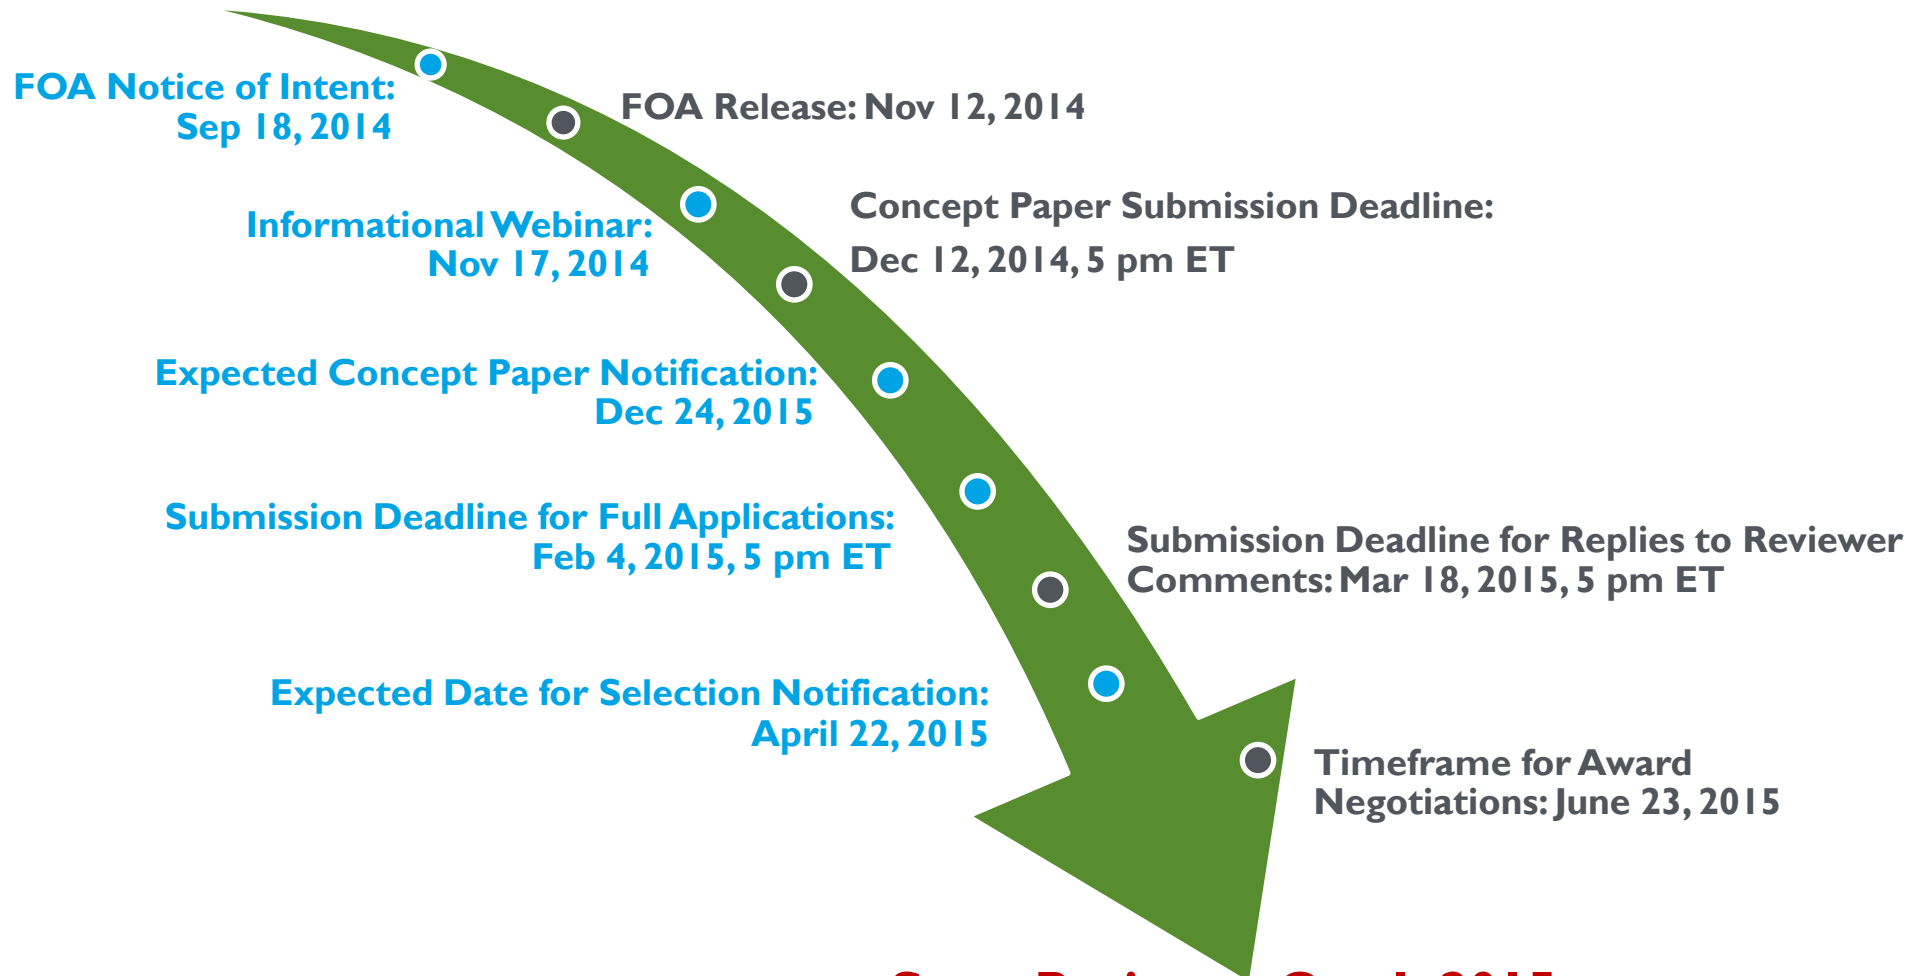 FOA Notice of Intent:
Sep 18, 2014
FOA Release: Nov 12, 2014
Informational Webinar:
Nov 17, 2014
Concept Paper Submission Deadline:
Dec 12, 2014, 5 pm ET
Expected Concept Paper Notification:
Dec 24, 2015
Submission Deadline for Full Applications:
Feb 4, 2015, 5 pm ET
Submission Deadline for Replies to Reviewer
Comments: Mar 18, 2015, 5 pm ET
Expected Date for Selection Notification:
April 22, 2015
Timeframe for Award
Negotiations: June 23, 2015
2015